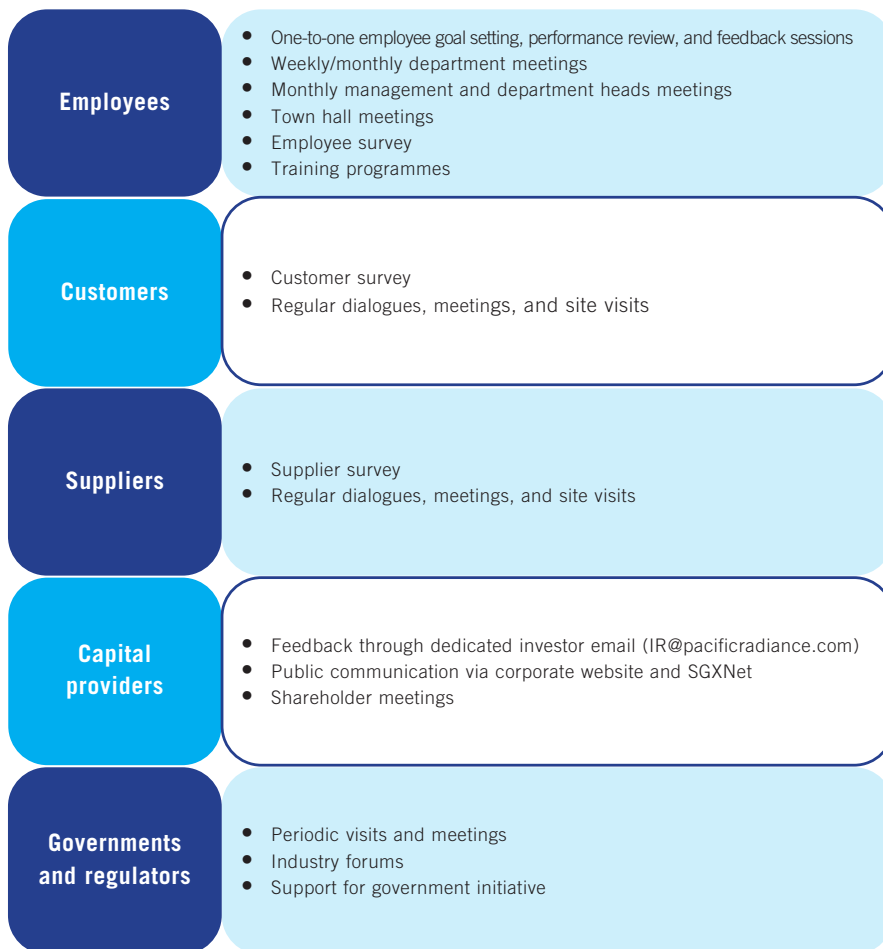 Employees
• One-to-one employee goal setting, performance review, and feedback sessions
• Weekly/monthly department meetings
• Monthly management and department heads meetings
• Town hall meetings
• Employee survey
• Training programmes
Customers
• Customer survey
• Regular dialogues, meetings, and site visits
Suppliers
• Supplier survey
• Regular dialogues, meetings, and site visits
Capital
providers
• Feedback through dedicated investor email (IR@pacificradiance.com)
• Public communication via corporate website and SGXNet
• Shareholder meetings
Governments
and regulators
• Periodic visits and meetings
• Industry forums
• Support for government initiative